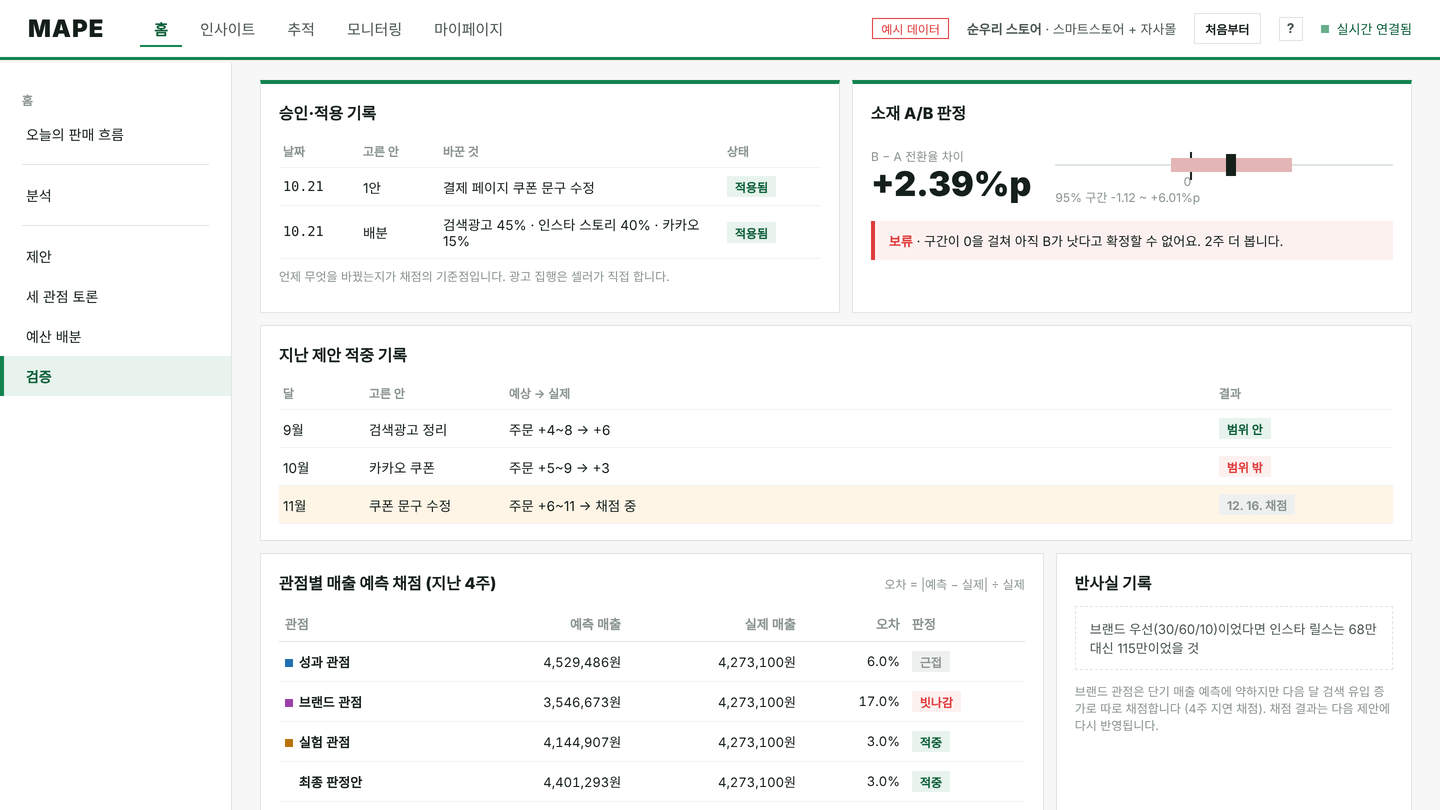 MAPE 홈 인사이트 추적 모니터링 마이페이지 예시 데이터 순우리 스토어 · 스마트스토어 + 자사몰 처음부터 ? 실시간 연결됨
홈
오늘의 판매 흐름
분석
제안
세 관점 토론
예산 배분
검증
승인·적용 기록
날짜 고른 안 바꾼 것 상태
10.21 1안 결제 페이지 쿠폰 문구 수정 적용됨
10.21 배분 검색광고 45% · 인스타 스토리 40% · 카카오
15% 적용됨
언제 무엇을 바꿨는지가 채점의 기준점입니다. 광고 집행은 셀러가 직접 합니다.
소재 A/B 판정
B − A 전환율 차이
+2.39%p
0
95% 구간 -1.12 ~ +6.01%p
보류 · 구간이 0을 걸쳐 아직 B가 낫다고 확정할 수 없어요. 2주 더 봅니다.
지난 제안 적중 기록
달 고른 안 예상 → 실제 결과
9월 검색광고 정리 주문 +4~8 → +6 범위 안
10월 카카오 쿠폰 주문 +5~9 → +3 범위 밖
11월 쿠폰 문구 수정 주문 +6~11 → 채점 중 12. 16. 채점
관점별 매출 예측 채점 (지난 4주) 오차 = |예측 − 실제| ÷ 실제
관점 예측 매출 실제 매출 오차 판정
성과 관점 4,529,486원 4,273,100원 6.0% 근접
브랜드 관점 3,546,673원 4,273,100원 17.0% 빗나감
실험 관점 4,144,907원 4,273,100원 3.0% 적중
최종 판정안 4,401,293원 4,273,100원 3.0% 적중
반사실 기록
브랜드 우선(30/60/10)이었다면 인스타 릴스는 68만
대신 115만이었을 것
브랜드 관점은 단기 매출 예측에 약하지만 다음 달 검색 유입 증
가로 따로 채점합니다 (4주 지연 채점). 채점 결과는 다음 제안에
다시 반영됩니다.